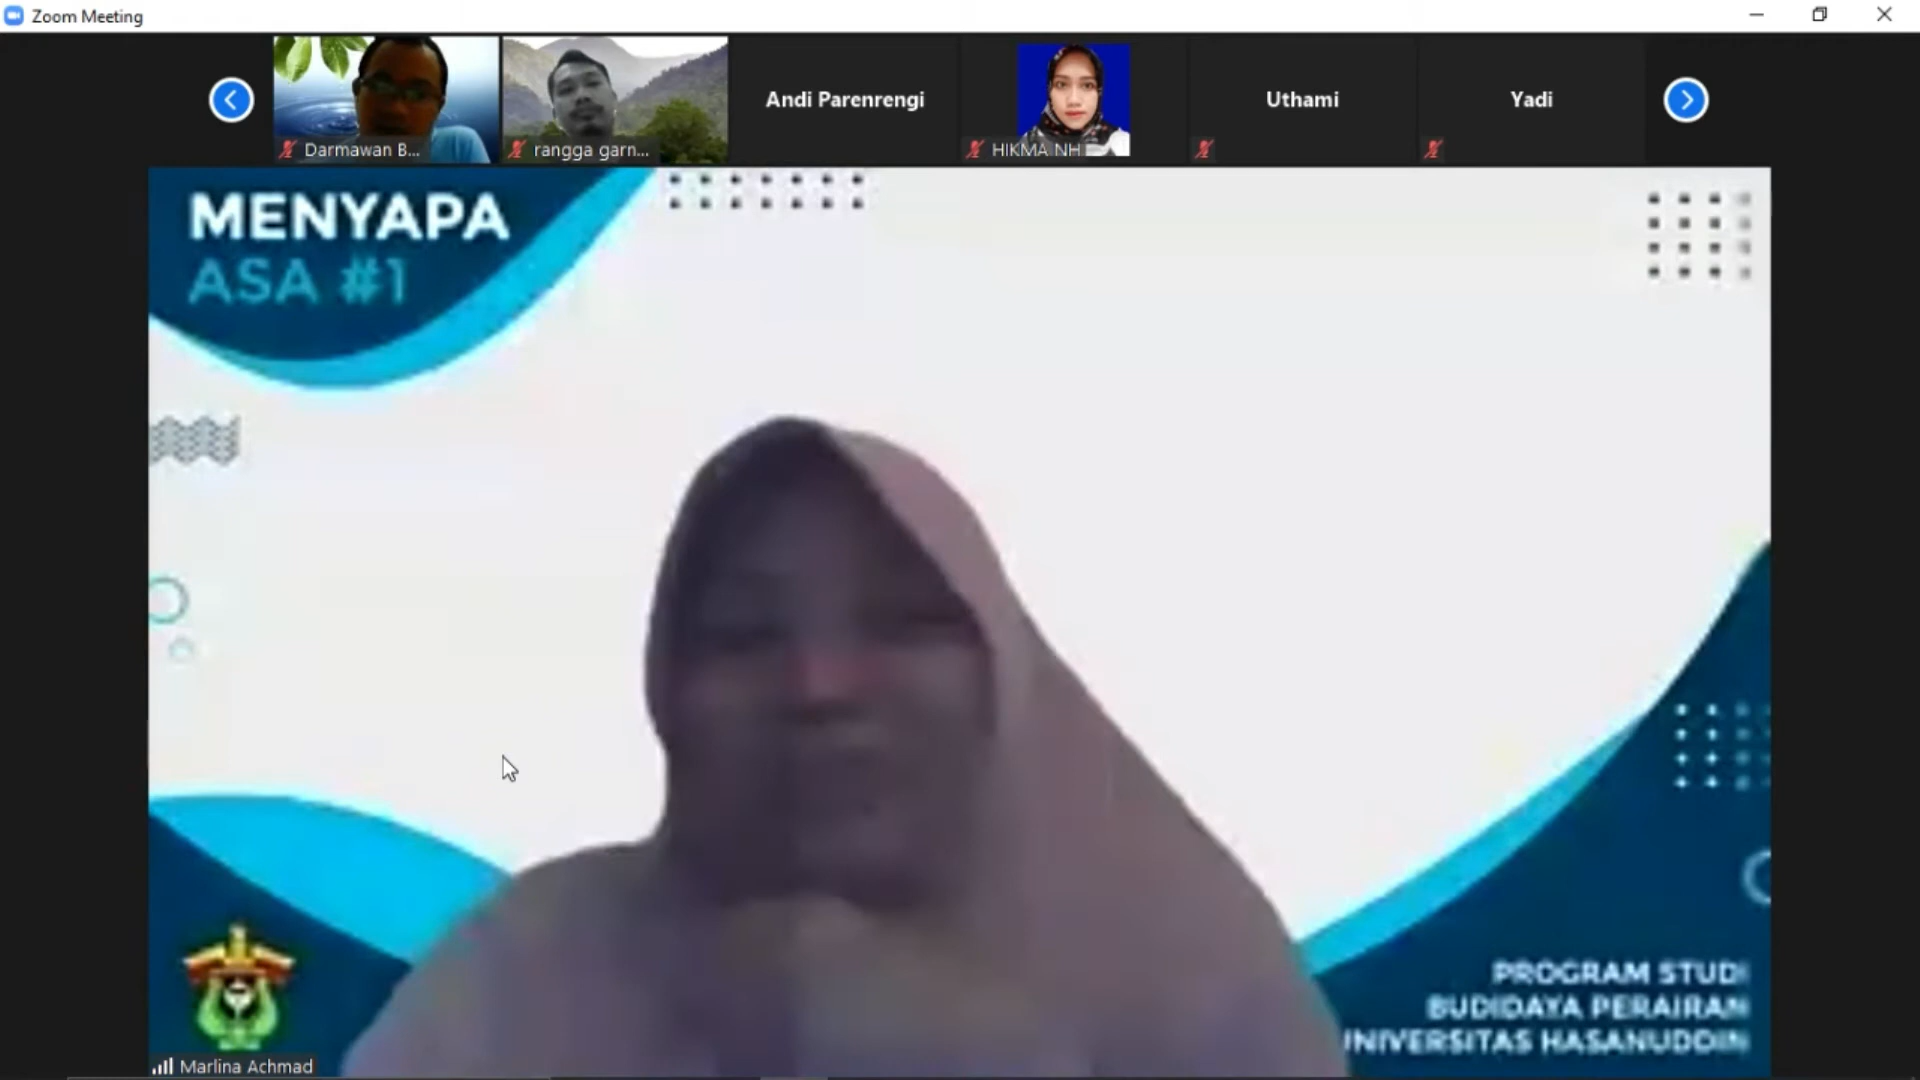 Zoom Meeting
Darmawan B...
rangga garn...
Andi Parenrengi
HIKMA NH
Uthami
Yadi
MENYAPA
ASA #1
PROGRAM STUDI
BUDIDAYA PERAIRAN
UNIVERSITAS HASANUDDIN
Marlina Achmad